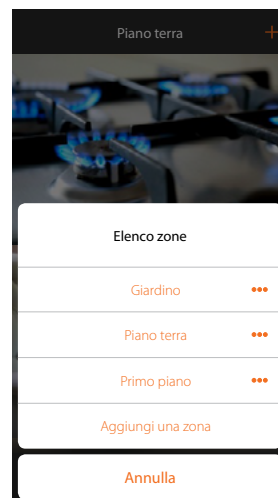 Piano terra +
Elenco zone
Giardino •••
Piano terra •••
Primo piano •••
Aggiungi una zona
Annulla